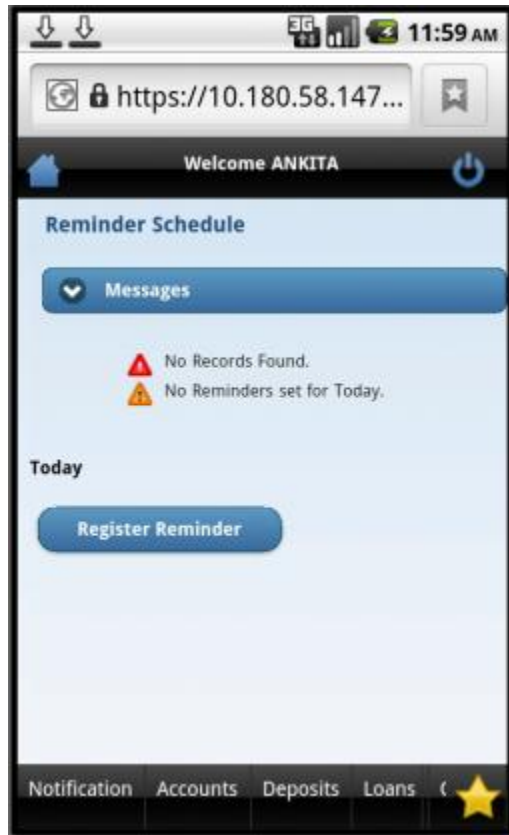 3G
11:59 AM
https://10.180.58.147...
Welcome ANKITA
Reminder Schedule
Messages
No Records Found.
No Reminders set for Today.
Today
Register Reminder
Notification Accounts Deposits Loans